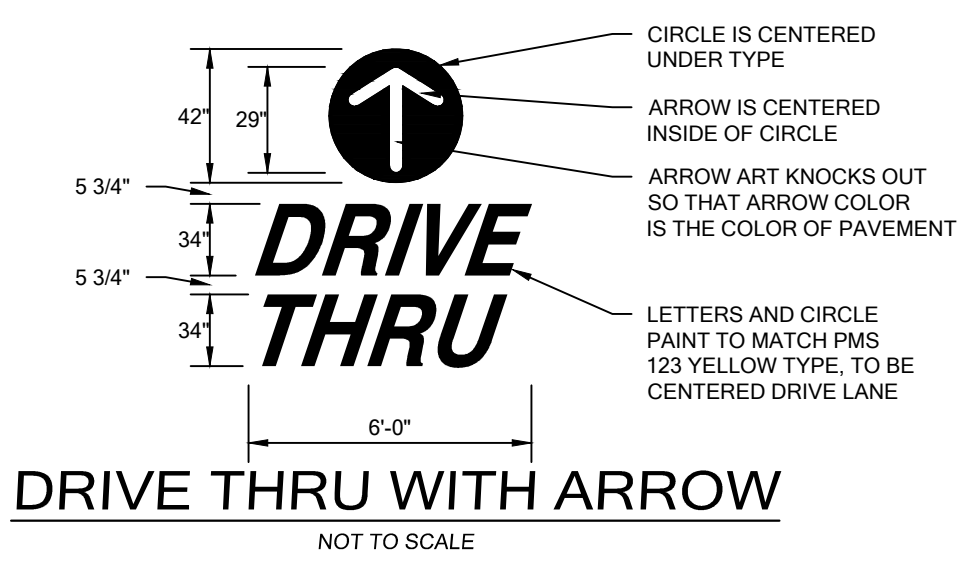 CIRCLE IS CENTERED
UNDER TYPE
42"
29"
ARROW IS CENTERED
INSIDE OF CIRCLE
ARROW ART KNOCKS OUT
SO THAT ARROW COLOR
IS THE COLOR OF PAVEMENT
5 3/4"
34"
DRIVE
5 3/4"
34"
THRU
LETTERS AND CIRCLE
PAINT TO MATCH PMS
123 YELLOW TYPE, TO BE
CENTERED DRIVE LANE
6'-0"
DRIVE THRU WITH ARROW
NOT TO SCALE